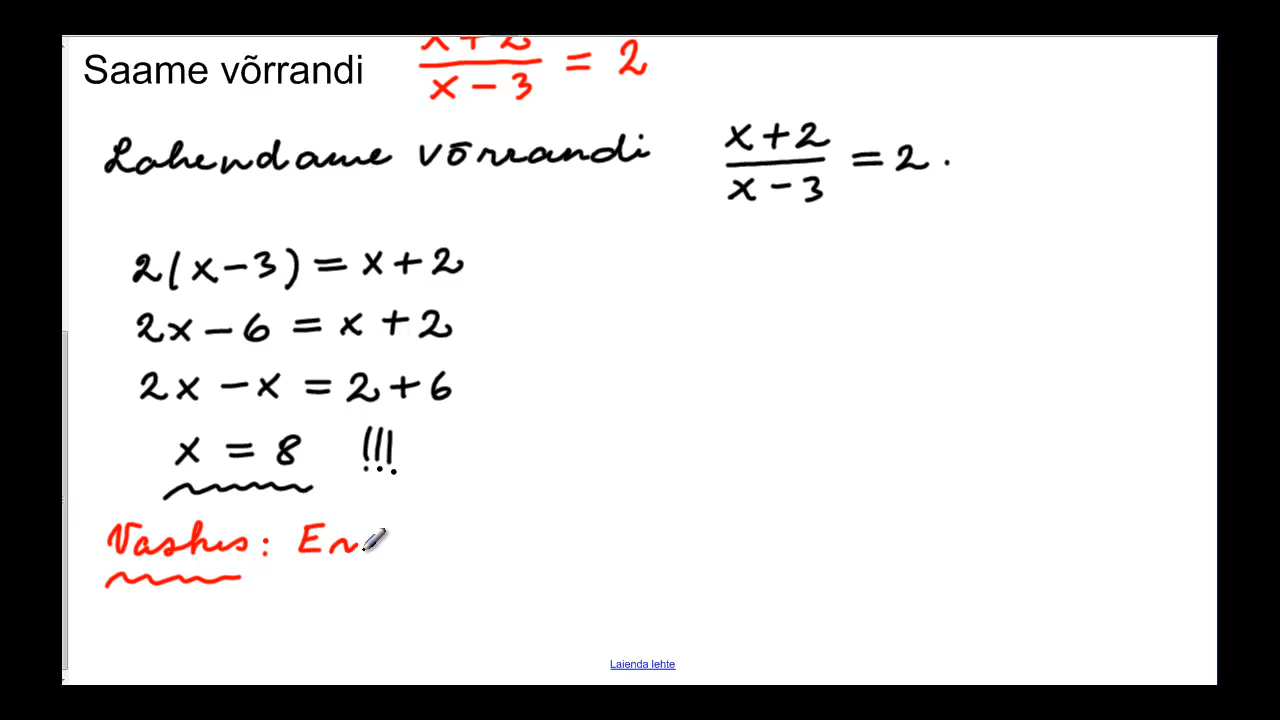 Saame võrrandi x+2/x-3 = 2
Lahendame võrrandi x+2/x-3 = 2.
2(x-3) = x+2
2x-6 = x+2
2x-x = 2+6
x = 8 !!!
Vastus: En
Laienda lehte